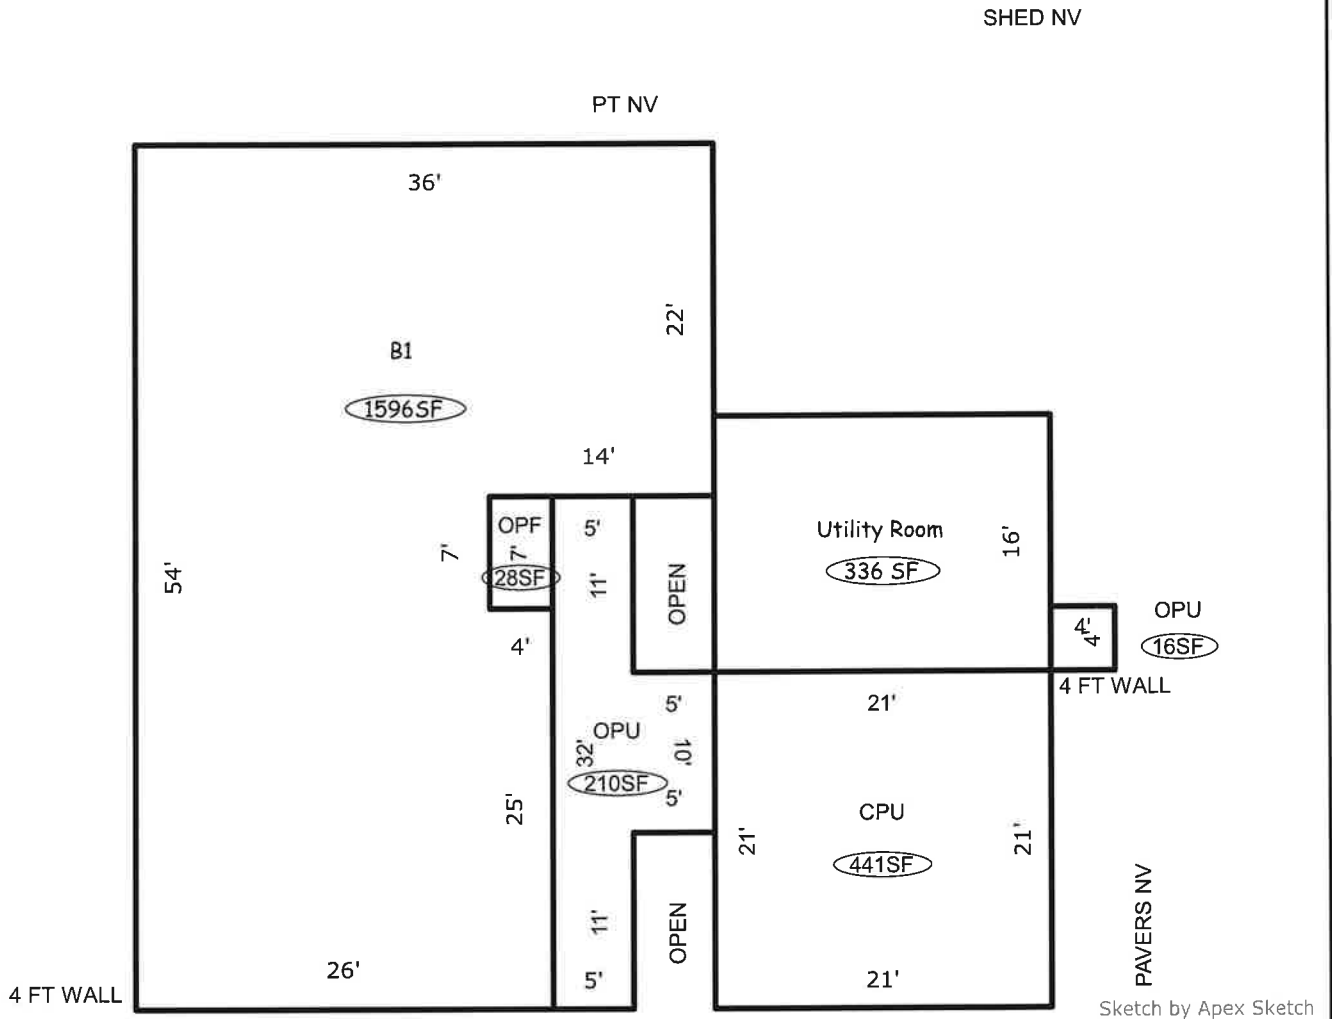 SHED NV
PT NV
36'
22'
B1
1596SF
14'
OPF
7'
7'
28SF
5'
11'
OPEN
Utility Room
336 SF
16'
54'
4'
4'
4'
OPU
16SF
4 FT WALL
5'
21'
OPU
32'
10'
210SF
5'
25'
21'
CPU
441SF
21'
11'
OPEN
PAVERS NV
26'
5'
21'
4 FT WALL
Sketch by Apex Sketch